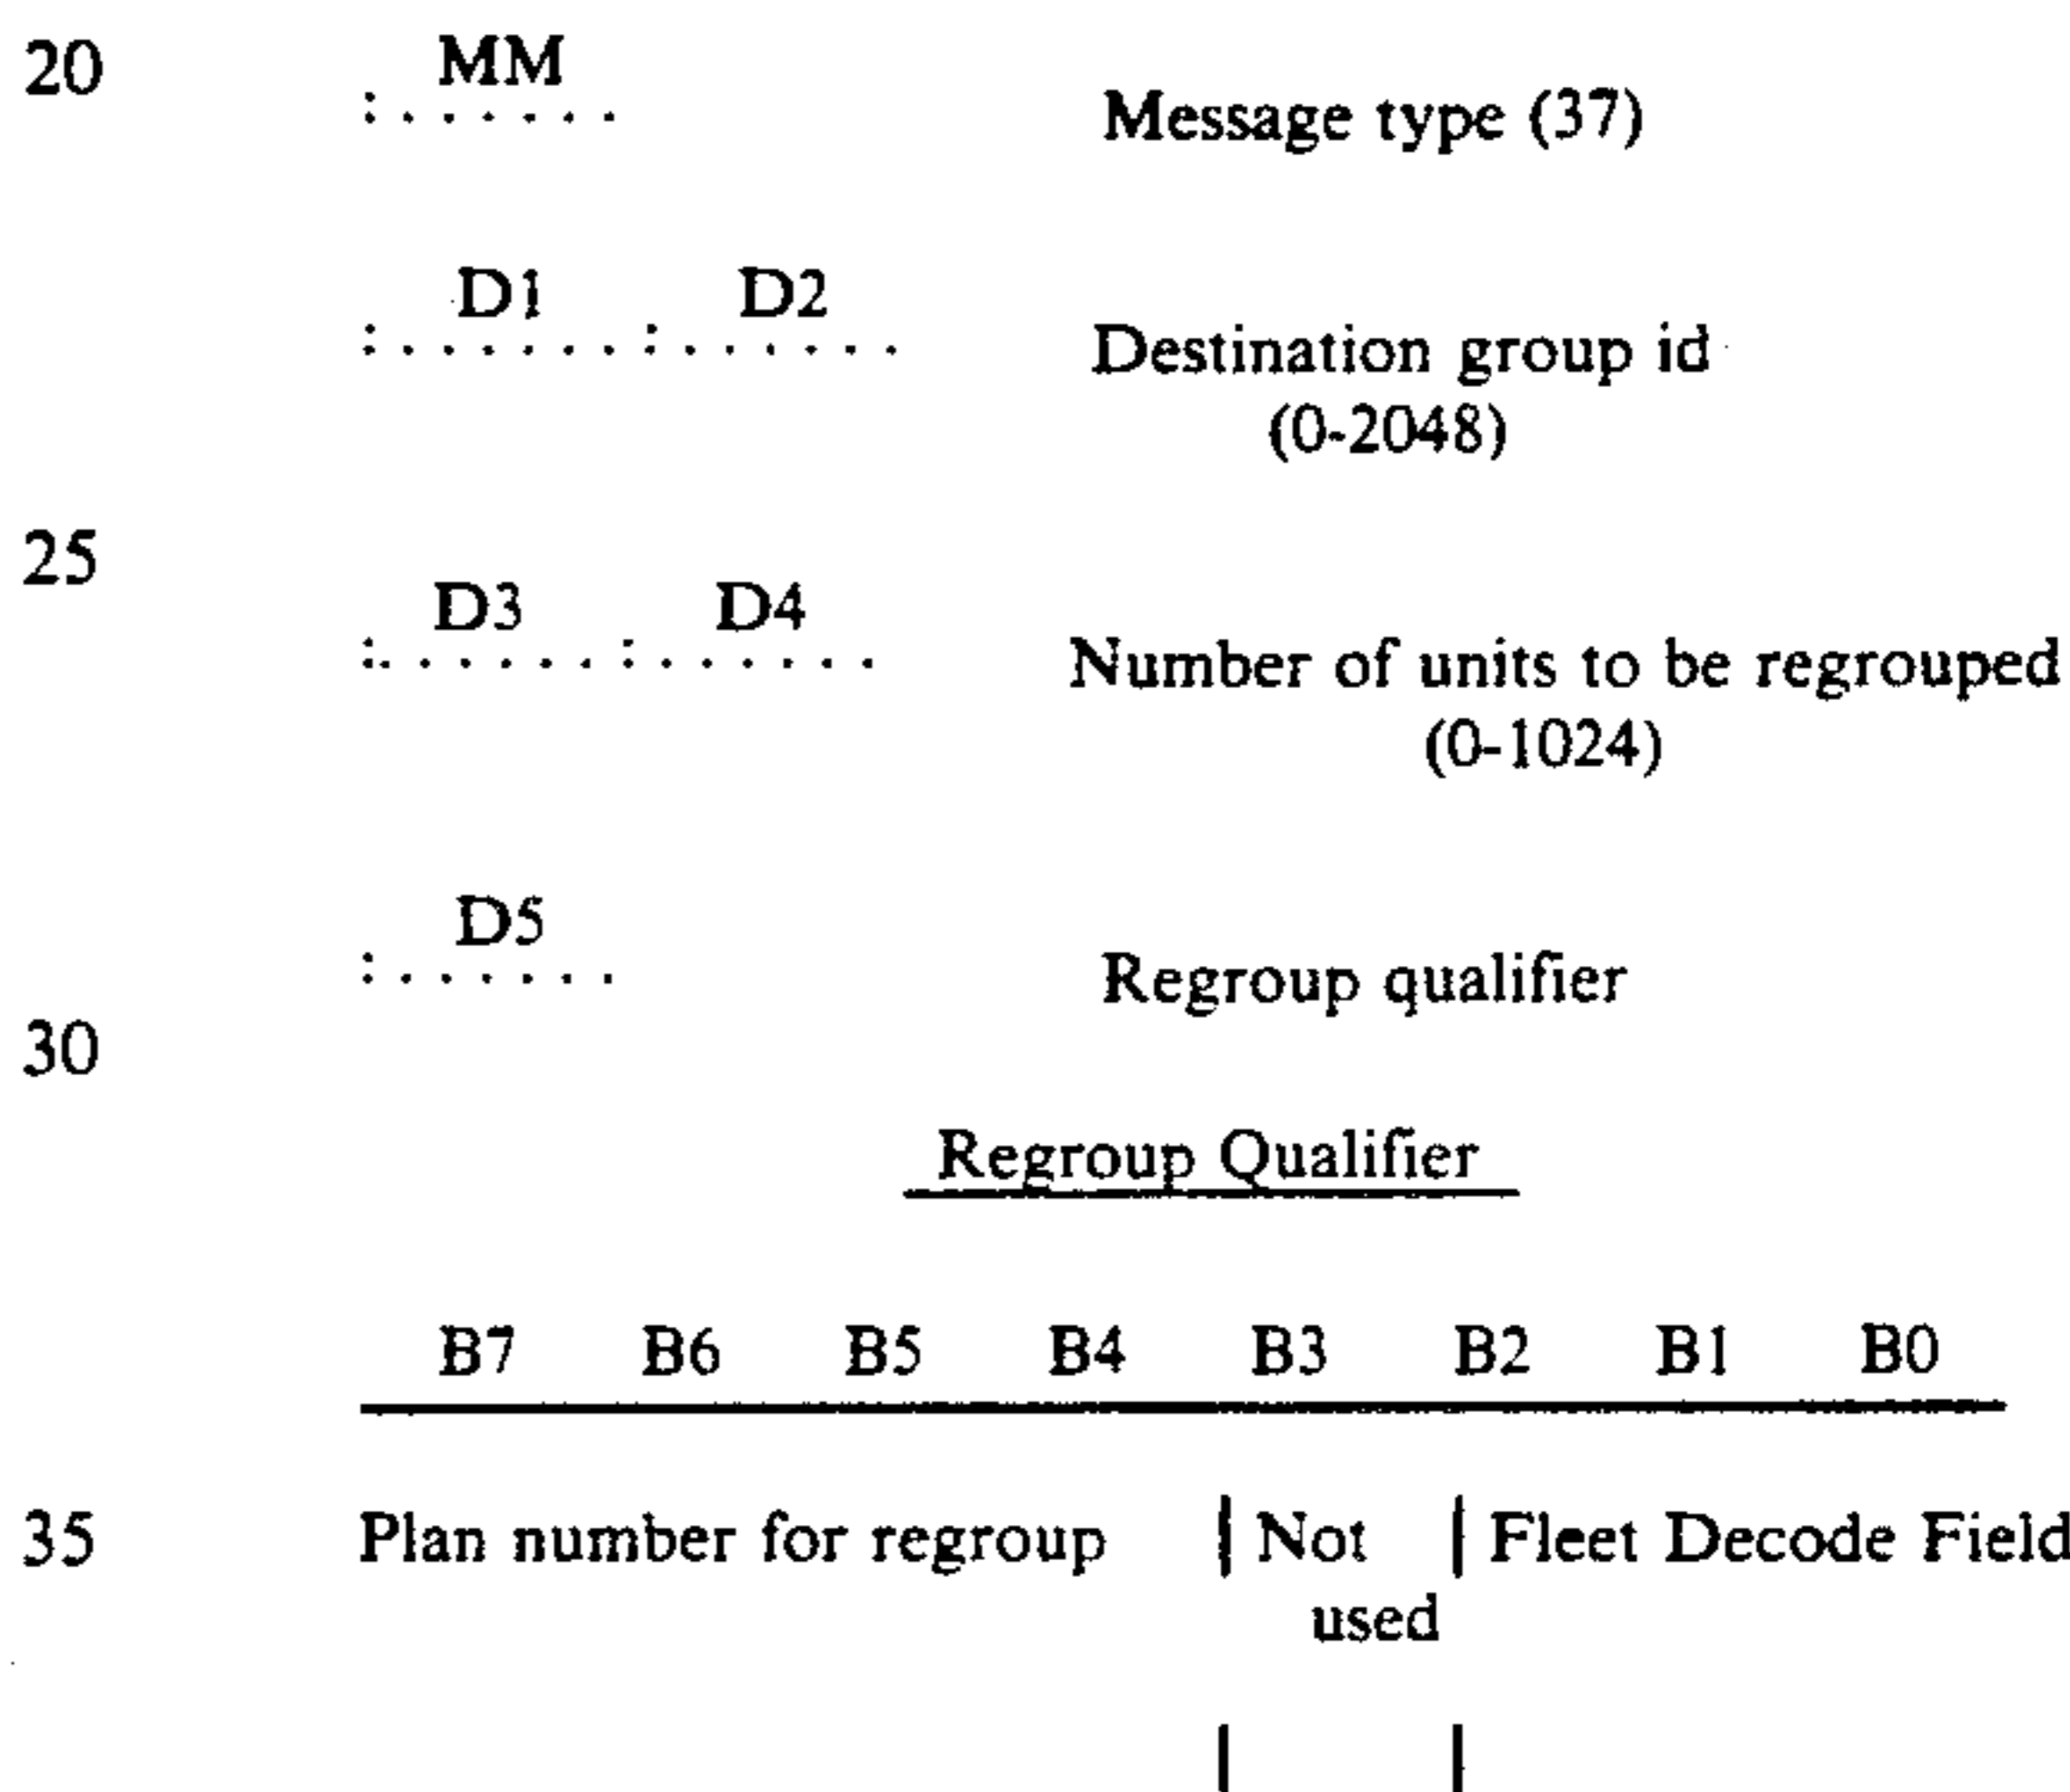 20 MM
: . . . . . . Message type (37)
D1 D2
: . . . . . . : . . . . . . Destination group id
(0-2048)
25
D3 D4
: . . . . . . : . . . . . . Number of units to be regrouped
(0-1024)
D5
: . . . . . . Regroup qualifier
30
Regroup Qualifier
B7 B6 B5 B4 B3 B2 B1 B0
35 Plan number for regroup | Not | Fleet Decode Field
used
| |